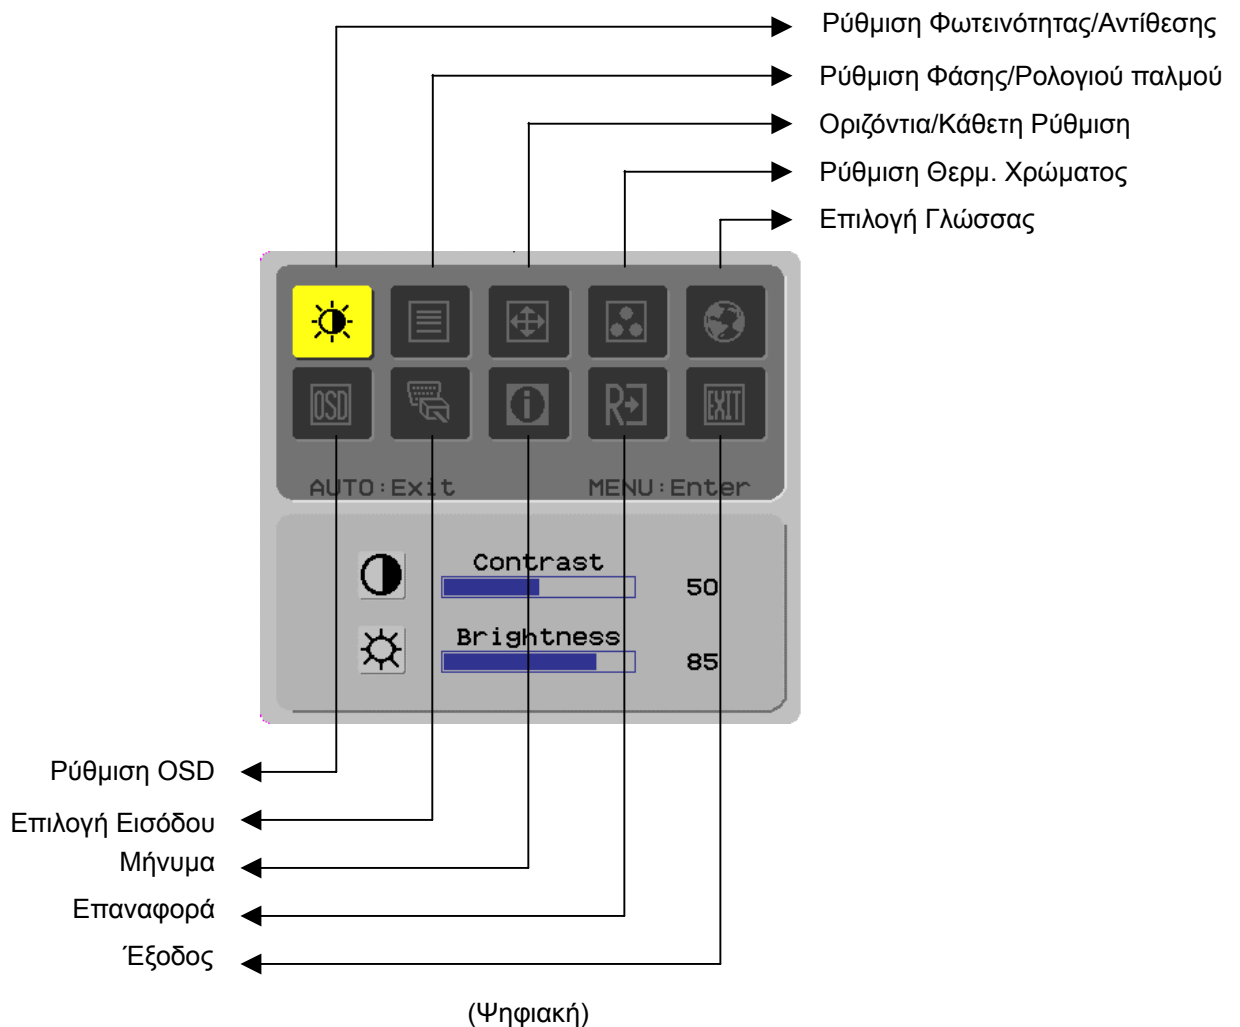 Ρύθμιση Φωτεινότητας/Αντίθεσης
Ρύθμιση Φάσης/Ρολογιού παλμού
Οριζόντια/Κάθετη Ρύθμιση
Ρύθμιση Θερμ. Χρώματος
Επιλογή Γλώσσας
OSD
R
EXIT
AUTO:Exit MENU:Enter
Contrast
50
Brightness
85
Ρύθμιση OSD
Επιλογή Εισόδου
Μήνυμα
Επαναφορά
Έξοδος
(Ψηφιακή)